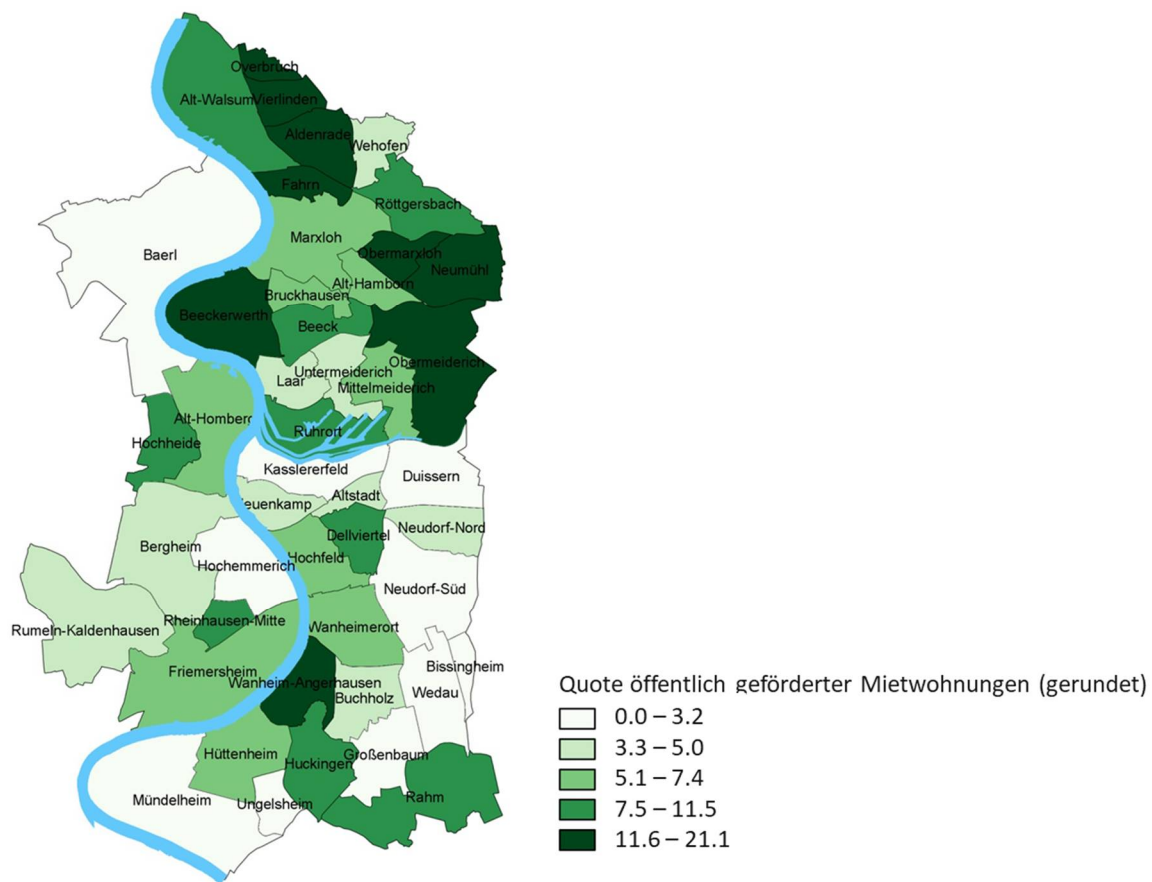 Overbruch
Alt-Walsum
Vierlinden
Aldenrade
Wehofen
Fahrn
Röttgersbach
Marxloh
Obermarxloh
Baerl
Neumühl
Alt-Hamborn
Bruckhausen
Beeckerwerth
Beeck
Obermeiderich
Untermeiderich
Laar
Mittelmeiderich
Alt-Homberg
Ruhrort
Hochheide
Kasslererfeld
Duissern
Altstadt
euenkamp
Neudorf-Nord
Dellviertel
Bergheim
Hochfeld
Hochemmerich
Neudorf-Süd
Rheinhausen-Mitte
Wanheimerort
Rumeln-Kaldenhausen
Bissingheim
Friemersheim
Wanheim-Angerhausen
Wedau
Buchholz
Hüttenheim
Großenbaum
Huckingen
Rahm
Mündelheim
Ungelsheim
Quote öffentlich geförderter Mietwohnungen (gerundet)
0.0 – 3.2
3.3 – 5.0
5.1 – 7.4
7.5 – 11.5
11.6 – 21.1